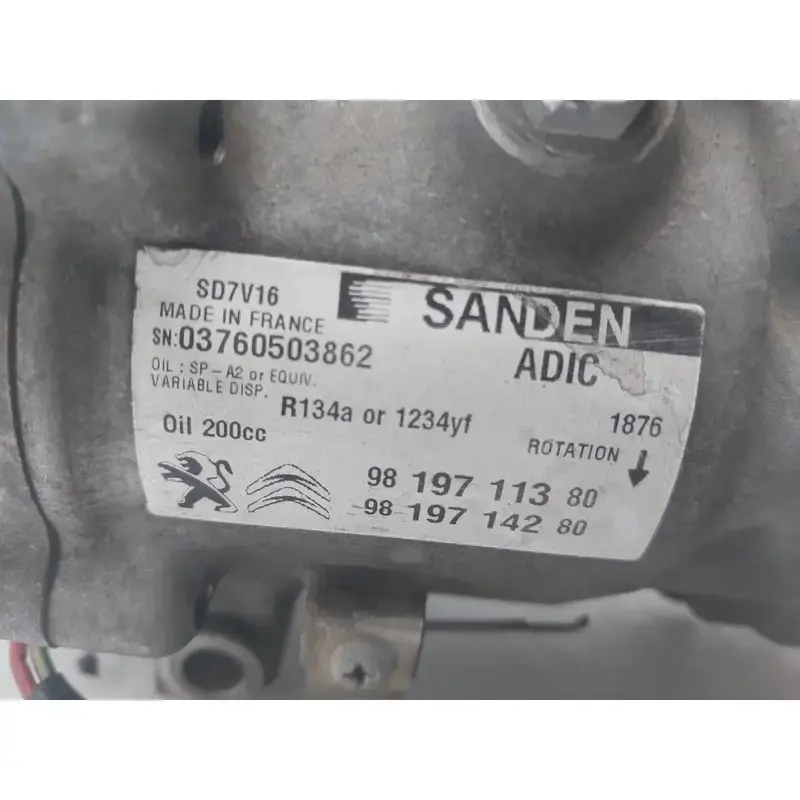 SD7V16
SANDEN
MADE IN FRANCE
SN:03760503862
ADIC
OIL : SP-A2 or EQUIV.
VARIABLE DISP.
R134a or 1234yf
1876
Oil 200cc
ROTATION
98 197 113 80
98 197 142 80